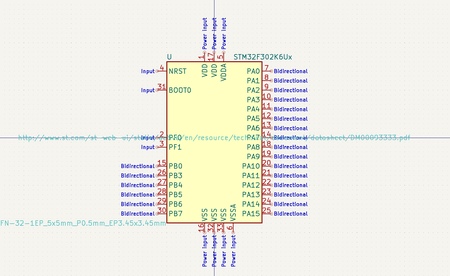 Power input Power input Power input
1 17 5
U STM32F302K6Ux
VDD VDD VDDA
Input 4 NRST PA0 7 Bidirectional
PA1 8 Bidirectional
Input 31 BOOT0 PA2 9 Bidirectional
PA3 10 Bidirectional
PA4 11 Bidirectional
PA5 12 Bidirectional
PA6 13 Bidirectional
Input 2 PF0 PA7 14 Bidirectional
http://www.st.com/st-web-ui/static/ /en/resource/ /datasheet/DM00093333.pdf
Input 3 PF1 PA8 18 Bidirectional
PA9 19 Bidirectional
Bidirectional 15 PB0 PA10 20 Bidirectional
Bidirectional 26 PB3 PA11 21 Bidirectional
Bidirectional 27 PB4 PA12 22 Bidirectional
Bidirectional 28 PB5 PA13 23 Bidirectional
Bidirectional 29 PB6 PA14 24 Bidirectional
Bidirectional 30 PB7 PA15 25 Bidirectional
VSS VSS VSS VSSA
FN-32-1EP_5x5mm_P0.5mm_EP3.45x3.45mm
16 32 33 6
Power input Power input Power input Power input